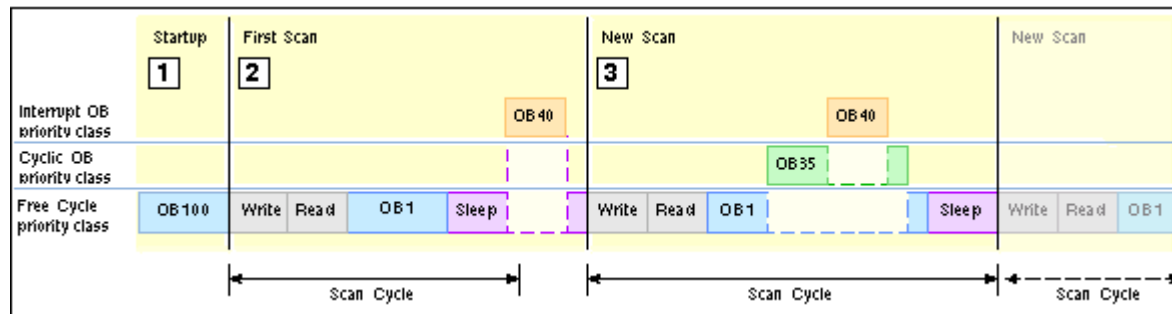 Startup First Scan New Scan New Scan
1 2 3
Interrupt OB
priority class
OB40 OB40
Cyclic OB
priority class
OB35
Free Cycle
priority class
OB100 Write Read OB1 Sleep Write Read OB1 Sleep Write Read OB1
Scan Cycle Scan Cycle Scan Cycle